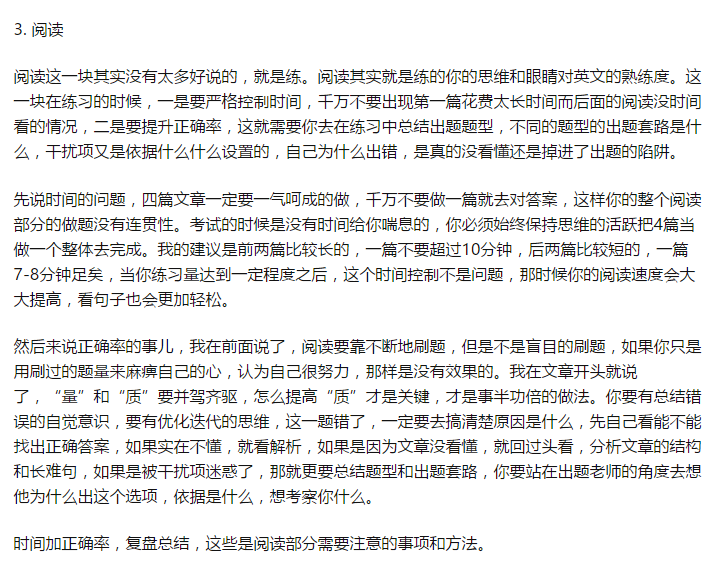 3. 阅读
阅读这一块其实没有太多好说的，就是练。阅读其实就是练的你的思维和眼睛对英文的熟练度。这
一块在练习的时候，一是要严格控制时间，千万不要出现第一篇花费太长时间而后面的阅读没时间
看的情况，二是要提升正确率，这就需要你去在练习中总结出题题型，不同的题型的出题套路是什
么，干扰项又是依据什么什么设置的，自己为什么出错，是真的没看懂还是掉进了出题的陷阱。
先说时间的问题，四篇文章一定要一气呵成的做，千万不要做一篇就去对答案，这样你的整个阅读
部分的做题没有连贯性。考试的时候是没有时间给你喘息的，你必须始终保持思维的活跃把4篇当
做一个整体去完成。我的建议是前两篇比较长的，一篇不要超过10分钟，后两篇比较短的，一篇
7-8分钟足矣，当你练习量达到一定程度之后，这个时间控制不是问题，那时候你的阅读速度会大
大提高，看句子也会更加轻松。
然后来说正确率的事儿，我在前面说了，阅读要靠不断地刷题，但是不是盲目的刷题，如果你只是
用刷过的题量来麻痹自己的心，认为自己很努力，那样是没有效果的。我在文章开头就说
了，“量”和“质”要并驾齐驱，怎么提高“质”才是关键，才是事半功倍的做法。你要有总结错
误的自觉意识，要有优化迭代的思维，这一题错了，一定要去搞清楚原因是什么，先自己看能不能
找出正确答案，如果实在不懂，就看解析，如果是因为文章没看懂，就回过头看，分析文章的结构
和长难句，如果是被干扰项迷惑了，那就更要总结题型和出题套路，你要站在出题老师的角度去想
他为什么出这个选项，依据是什么，想考察你什么。
时间加正确率，复盘总结，这些是阅读部分需要注意的事项和方法。